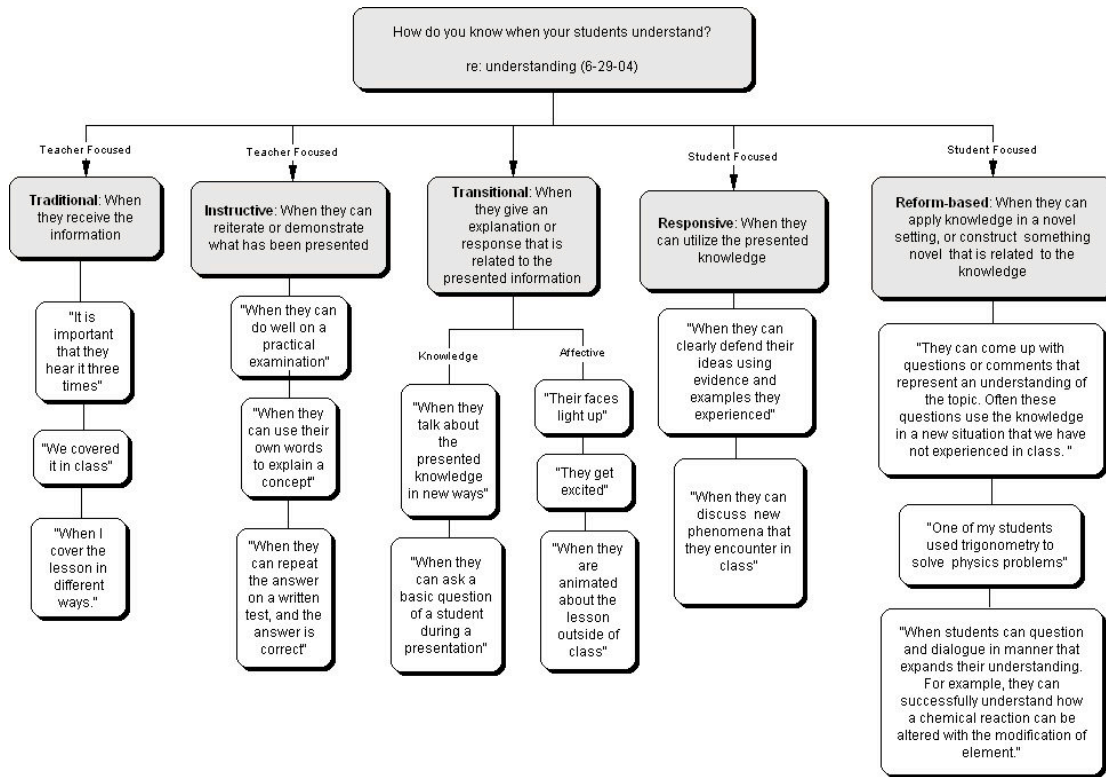 How do you know when your students understand?
re: understanding (6-29-04)
Teacher Focused
Teacher Focused
Student Focused
Student Focused
Traditional: When
they receive the
information
"It is
important
that they
hear it three
times"
"We covered
it in class"
"When I
cover the
lesson in
different
ways."
Instructive: When they can
reiterate or demonstrate
what has been presented
"When they can
do well on a
practical
examination"
"When they
can use their
own words
to explain a
concept"
"When they
can repeat
the answer
on a written
test, and the
answer is
correct"
Transitional: When
they give an
explanation or
response that is
related to the
presented information
Knowledge
"When they
talk about
the
presented
knowledge
in new ways"
"When they
can ask a
basic question
of a student
during a
presentation"
Affective
"Their faces
light up"
"They get
excited"
"When they
are
animated
about the
lesson
outside of
class"
Responsive: When they
can utilize the presented
knowledge
"When they can
clearly defend their
ideas using
evidence and
examples they
experienced"
"When they can
discuss new
phenomena that
they encounter in
class"
Reform-based: When they can
apply knowledge in a novel
setting, or construct something
novel that is related to the
knowledge
"They can come up with
questions or comments that
represent an understanding of
the topic. Often these
questions use the knowledge
in a new situation that we have
not experienced in class. "
"One of my students
used trigonometry to
solve physics problems"
"When students can question
and dialogue in manner that
expands their understanding.
For example, they can
successfully understand how
a chemical reaction can be
altered with the modification of
element."